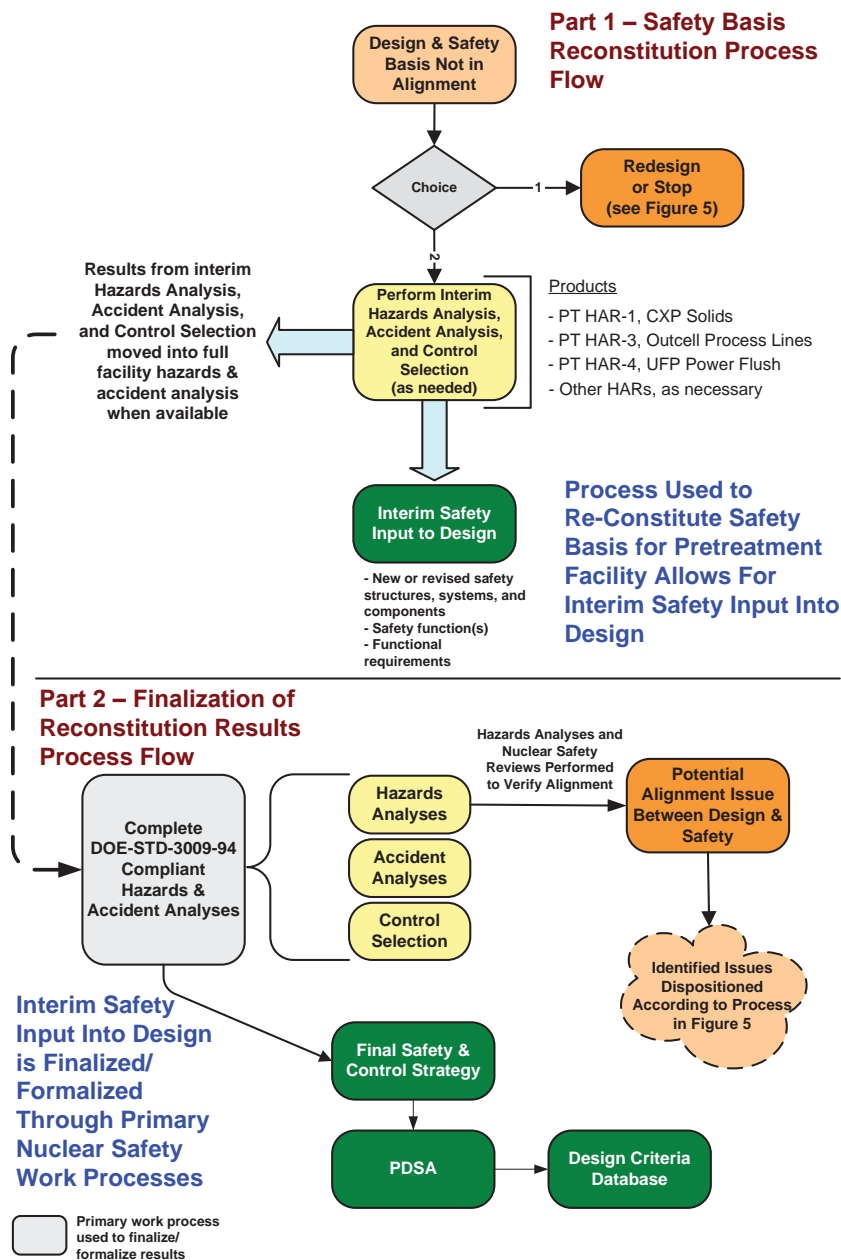 Part 1 – Safety Basis
Reconstitution Process
Flow
Design & Safety
Basis Not in
Alignment
Choice
1
Redesign
or Stop
(see Figure 5)
2
Results from interim
Hazards Analysis,
Accident Analysis,
and Control Selection
moved into full
facility hazards &
accident analysis
when available
Perform Interim
Hazards Analysis,
Accident Analysis,
and Control
Selection
(as needed)
Products
- PT HAR-1, CXP Solids
- PT HAR-3, Outcell Process Lines
- PT HAR-4, UFP Power Flush
- Other HARs, as necessary
Interim Safety
Input to Design
- New or revised safety
structures, systems, and
components
- Safety function(s)
- Functional
requirements
Process Used to
Re-Constitute Safety
Basis for Pretreatment
Facility Allows For
Interim Safety Input Into
Design
Part 2 – Finalization of
Reconstitution Results
Process Flow
Complete
DOE-STD-3009-94
Compliant
Hazards &
Accident Analyses
Hazards
Analyses
Accident
Analyses
Control
Selection
Hazards Analyses and
Nuclear Safety
Reviews Performed
to Verify Alignment
Potential
Alignment Issue
Between Design &
Safety
Identified Issues
Dispositioned
According to Process
in Figure 5
Interim Safety
Input Into Design
is Finalized/
Formalized
Through Primary
Nuclear Safety
Work Processes
Final Safety &
Control Strategy
PDSA
Design Criteria
Database
Primary work process
used to finalize/
formalize results